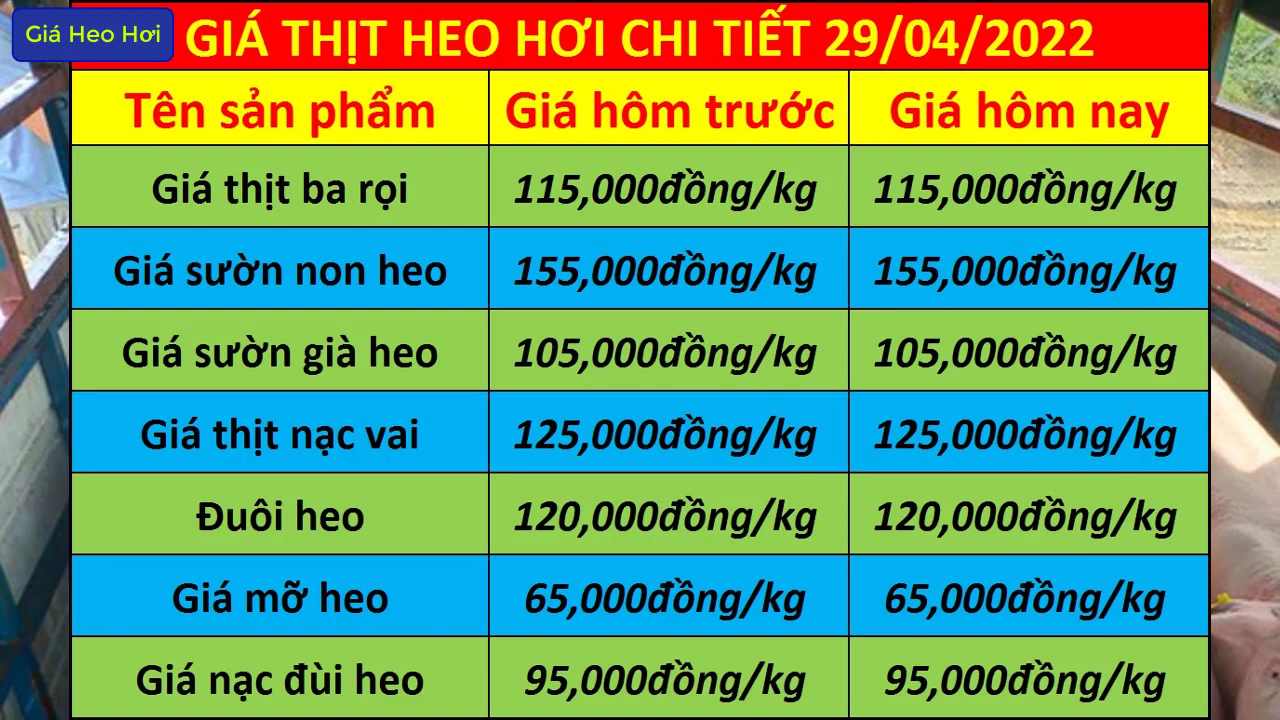 Giá Heo Hơi
GIÁ THỊT HEO HƠI CHI TIẾT 29/04/2022
Tên sản phẩm Giá hôm trước Giá hôm nay
Giá thịt ba rọi 115,000đồng/kg 115,000đồng/kg
Giá sườn non heo 155,000đồng/kg 155,000đồng/kg
Giá sườn già heo 105,000đồng/kg 105,000đồng/kg
Giá thịt nạc vai 125,000đồng/kg 125,000đồng/kg
Đuôi heo 120,000đồng/kg 120,000đồng/kg
Giá mỡ heo 65,000đồng/kg 65,000đồng/kg
Giá nạc đùi heo 95,000đồng/kg 95,000đồng/kg